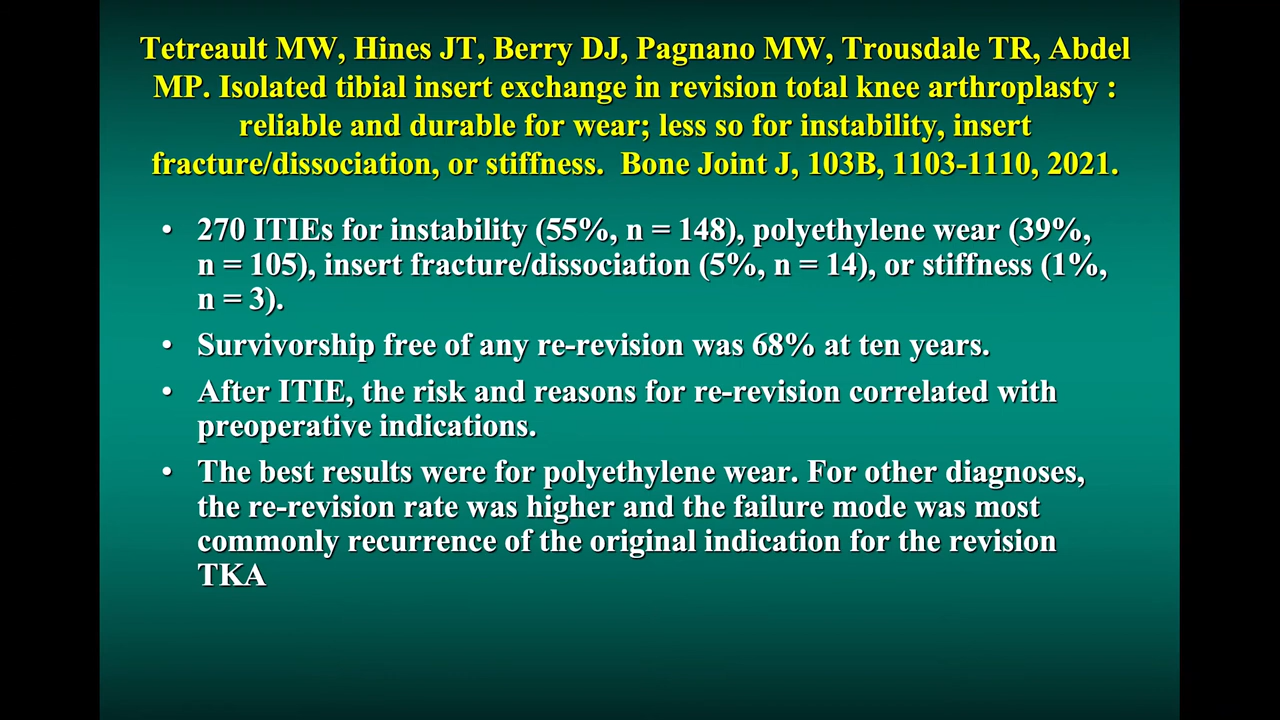 Tetreault MW, Hines JT, Berry DJ, Pagnano MW, Trousdale TR, Abdel
MP. Isolated tibial insert exchange in revision total knee arthroplasty :
reliable and durable for wear; less so for instability, insert
fracture/dissociation, or stiffness.  Bone Joint J, 103B, 1103-1110, 2021.
• 270 ITIEs for instability (55%, n = 148), polyethylene wear (39%,
n = 105), insert fracture/dissociation (5%, n = 14), or stiffness (1%,
n = 3).
• Survivorship free of any re-revision was 68% at ten years.
• After ITIE, the risk and reasons for re-revision correlated with
preoperative indications.
• The best results were for polyethylene wear. For other diagnoses,
the re-revision rate was higher and the failure mode was most
commonly recurrence of the original indication for the revision
TKA